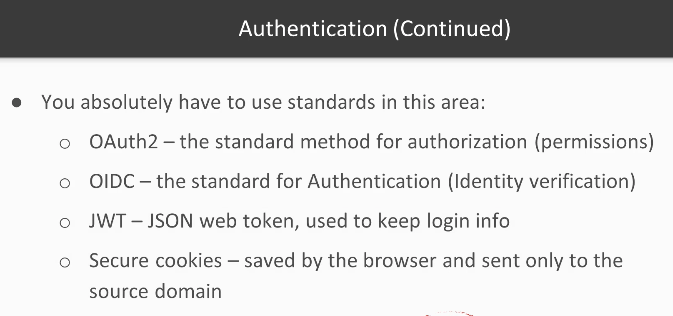 Authentication (Continued)
● You absolutely have to use standards in this area:
○ OAuth2 – the standard method for authorization (permissions)
○ OIDC – the standard for Authentication (Identity verification)
○ JWT – JSON web token, used to keep login info
○ Secure cookies – saved by the browser and sent only to the
source domain